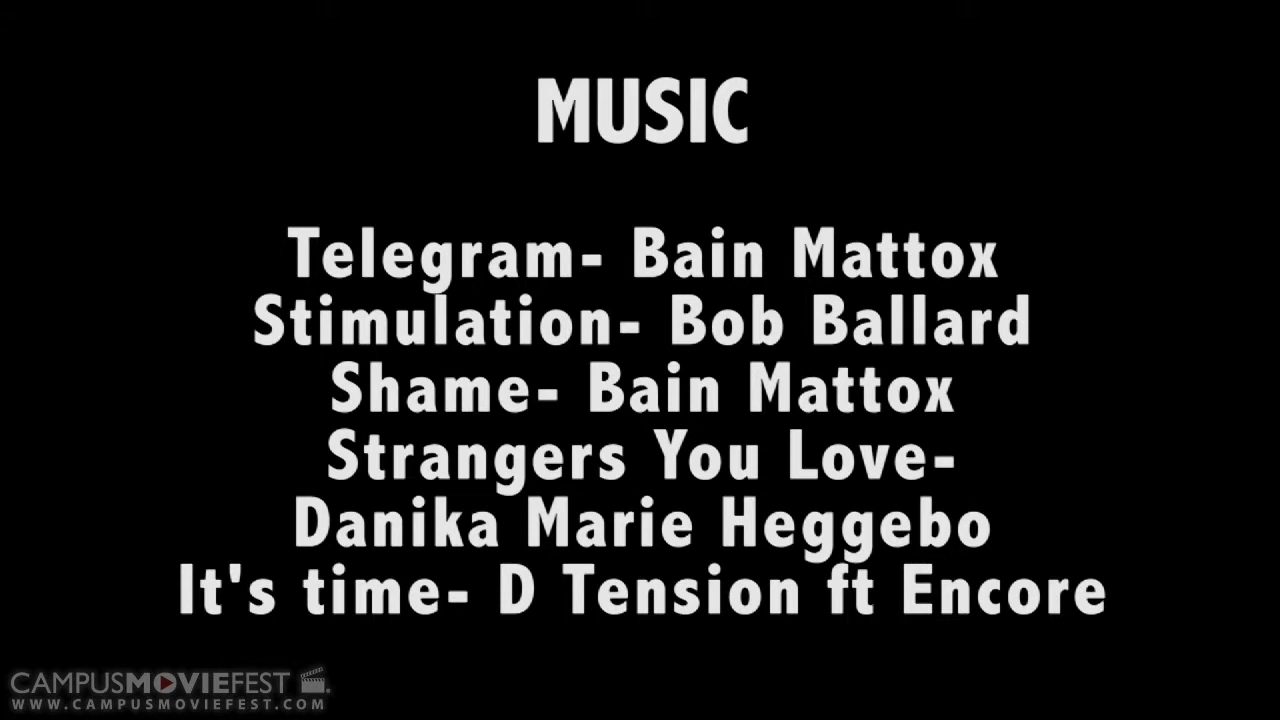 MUSIC
Telegram- Bain Mattox
Stimulation- Bob Ballard
Shame- Bain Mattox
Strangers You Love-
Danika Marie Heggebo
It's time- D Tension ft Encore
CAMPUSMOVIEFEST
WWW.CAMPUSMOVIEFEST.COM